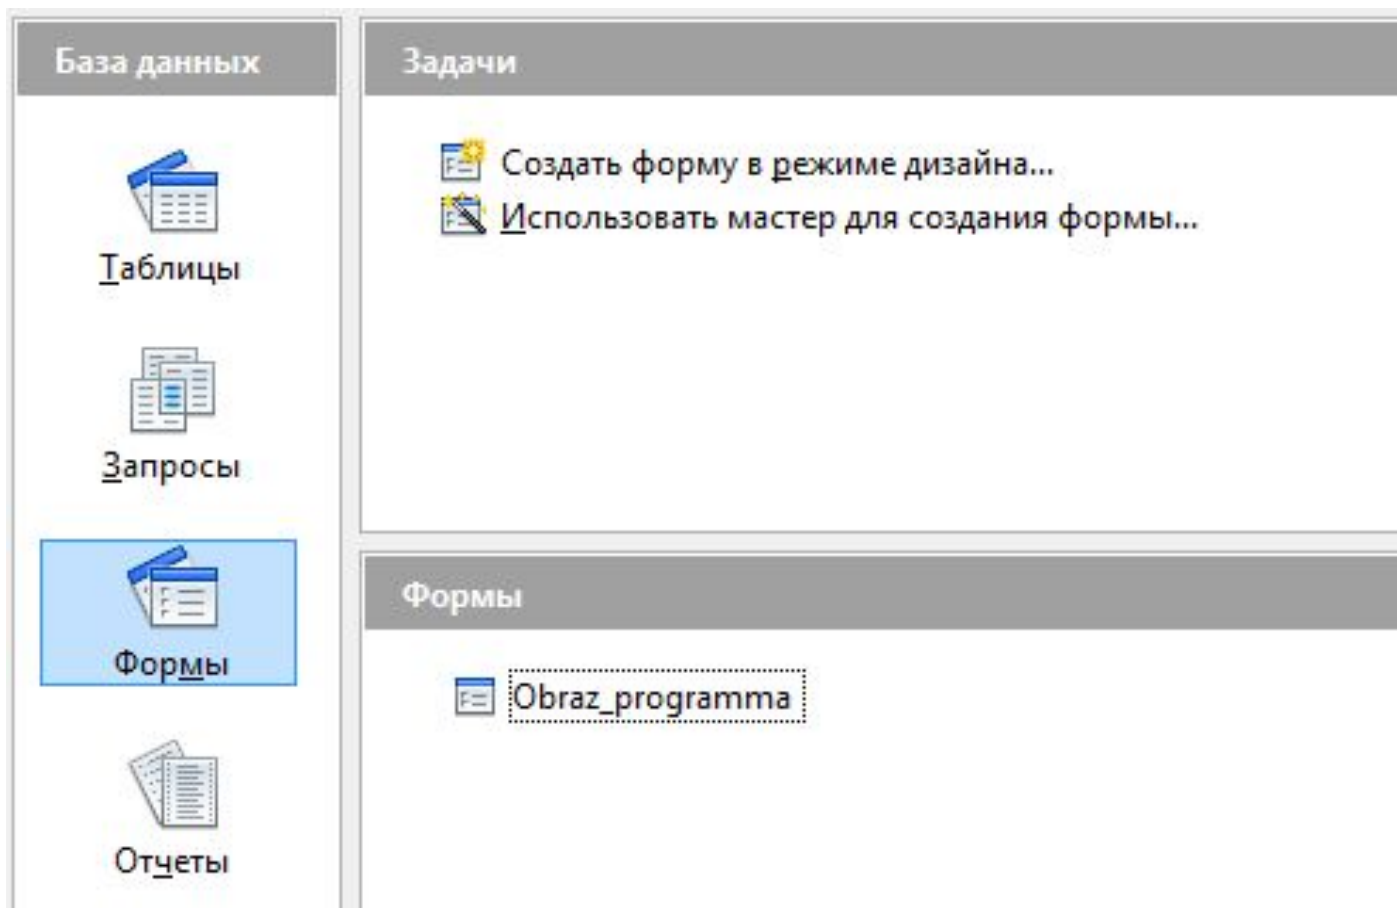 База данных
Таблицы
Запросы
Формы
Отчеты
Задачи
Создать форму в режиме дизайна...
Использовать мастер для создания формы...
Формы
Obraz_programma